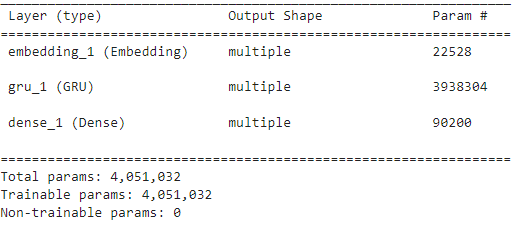 Layer (type) Output Shape Param #
embedding_1 (Embedding) multiple 22528
gru_1 (GRU) multiple 3938304
dense_1 (Dense) multiple 90200
Total params: 4,051,032
Trainable params: 4,051,032
Non-trainable params: 0